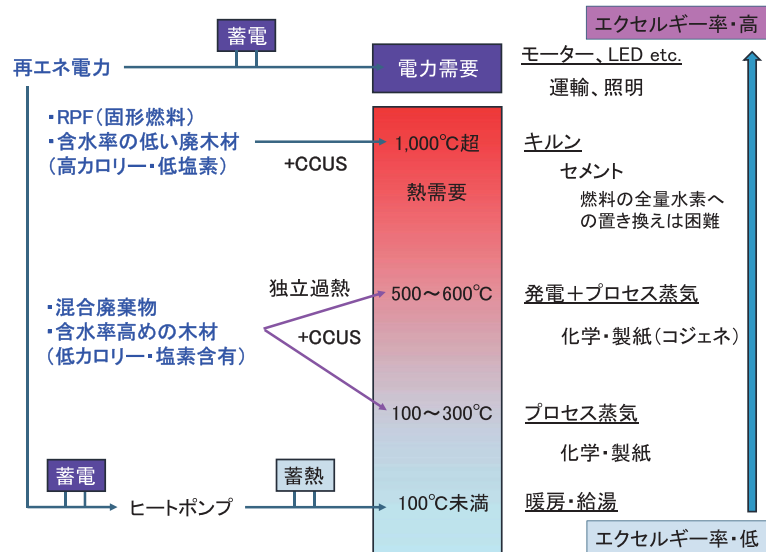 エクセルギー率・高
蓄電
再エネ電力
電力需要
モーター、LED etc.
運輸、照明
・RPF（固形燃料）
・含水率の低い廃木材
（高カロリー・低塩素）
+CCUS
1,000℃超
熱需要
キルン
セメント
燃料の全量水素へ
の置き換えは困難
・混合廃棄物
・含水率高めの木材
（低カロリー・塩素含有）
独立過熱
+CCUS
500～600℃
発電＋プロセス蒸気
化学・製紙（コジェネ）
100～300℃
プロセス蒸気
化学・製紙
蓄電
ヒートポンプ
蓄熱
100℃未満
暖房・給湯
エクセルギー率・低